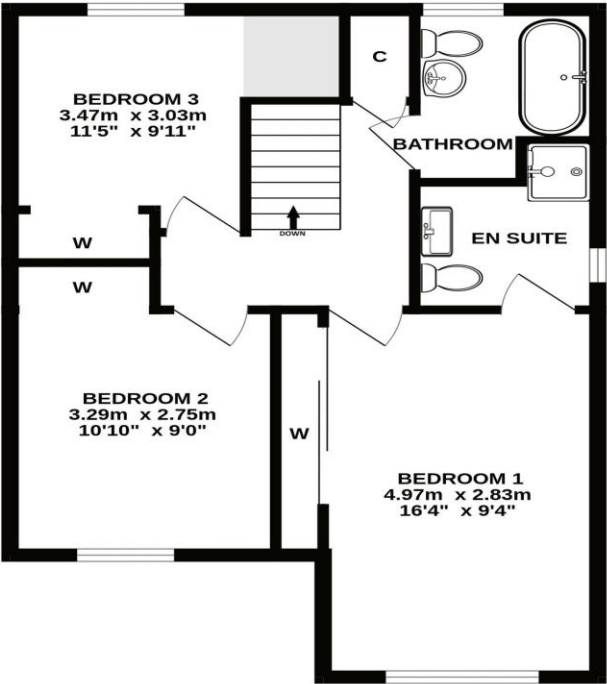 C
BEDROOM 3
3.47m x 3.03m
11'5" x 9'11"
BATHROOM
DOWN
EN SUITE
W
W
BEDROOM 2
3.29m x 2.75m
10'10" x 9'0"
W
BEDROOM 1
4.97m x 2.83m
16'4" x 9'4"